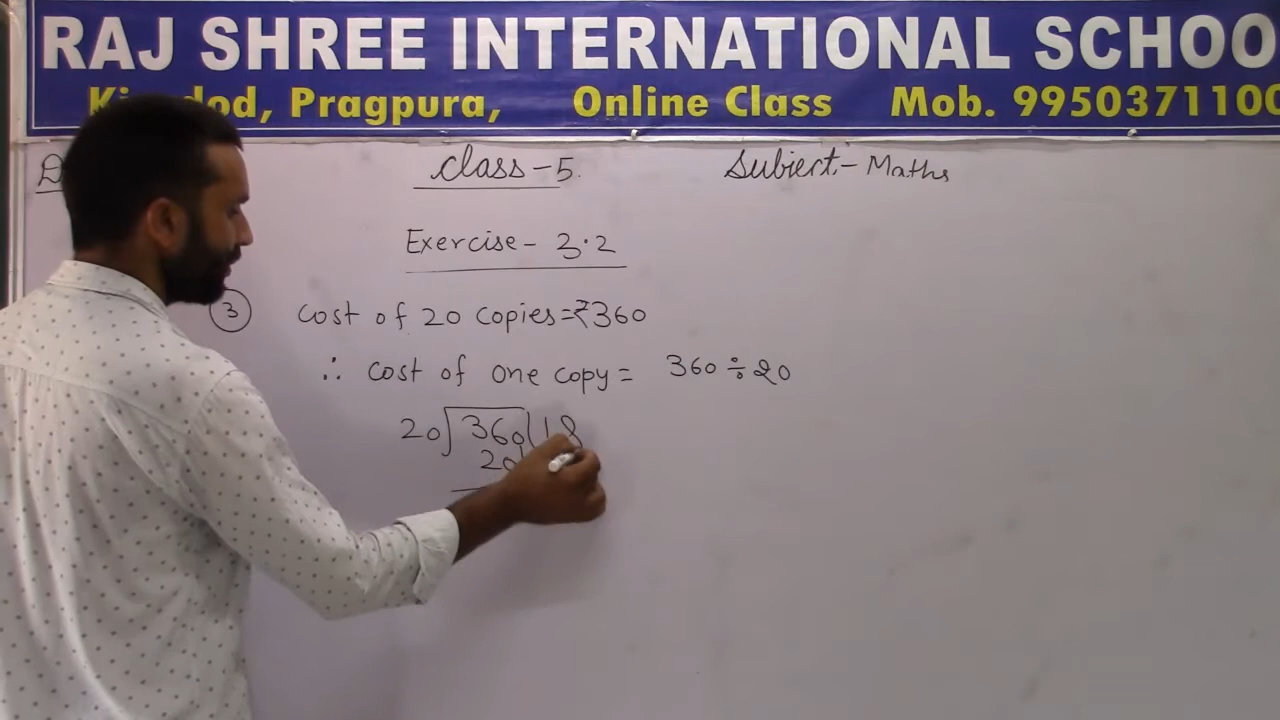 RAJ SHREE INTERNATIONAL SCHOO
Pragpura, Online Class Mob. 9950371100
Class-5. Subject.- Maths
Exercise- 3.2
3 Cost of 20 copies=₹360
∴ Cost of one copy= 360÷20
20)360(18
20